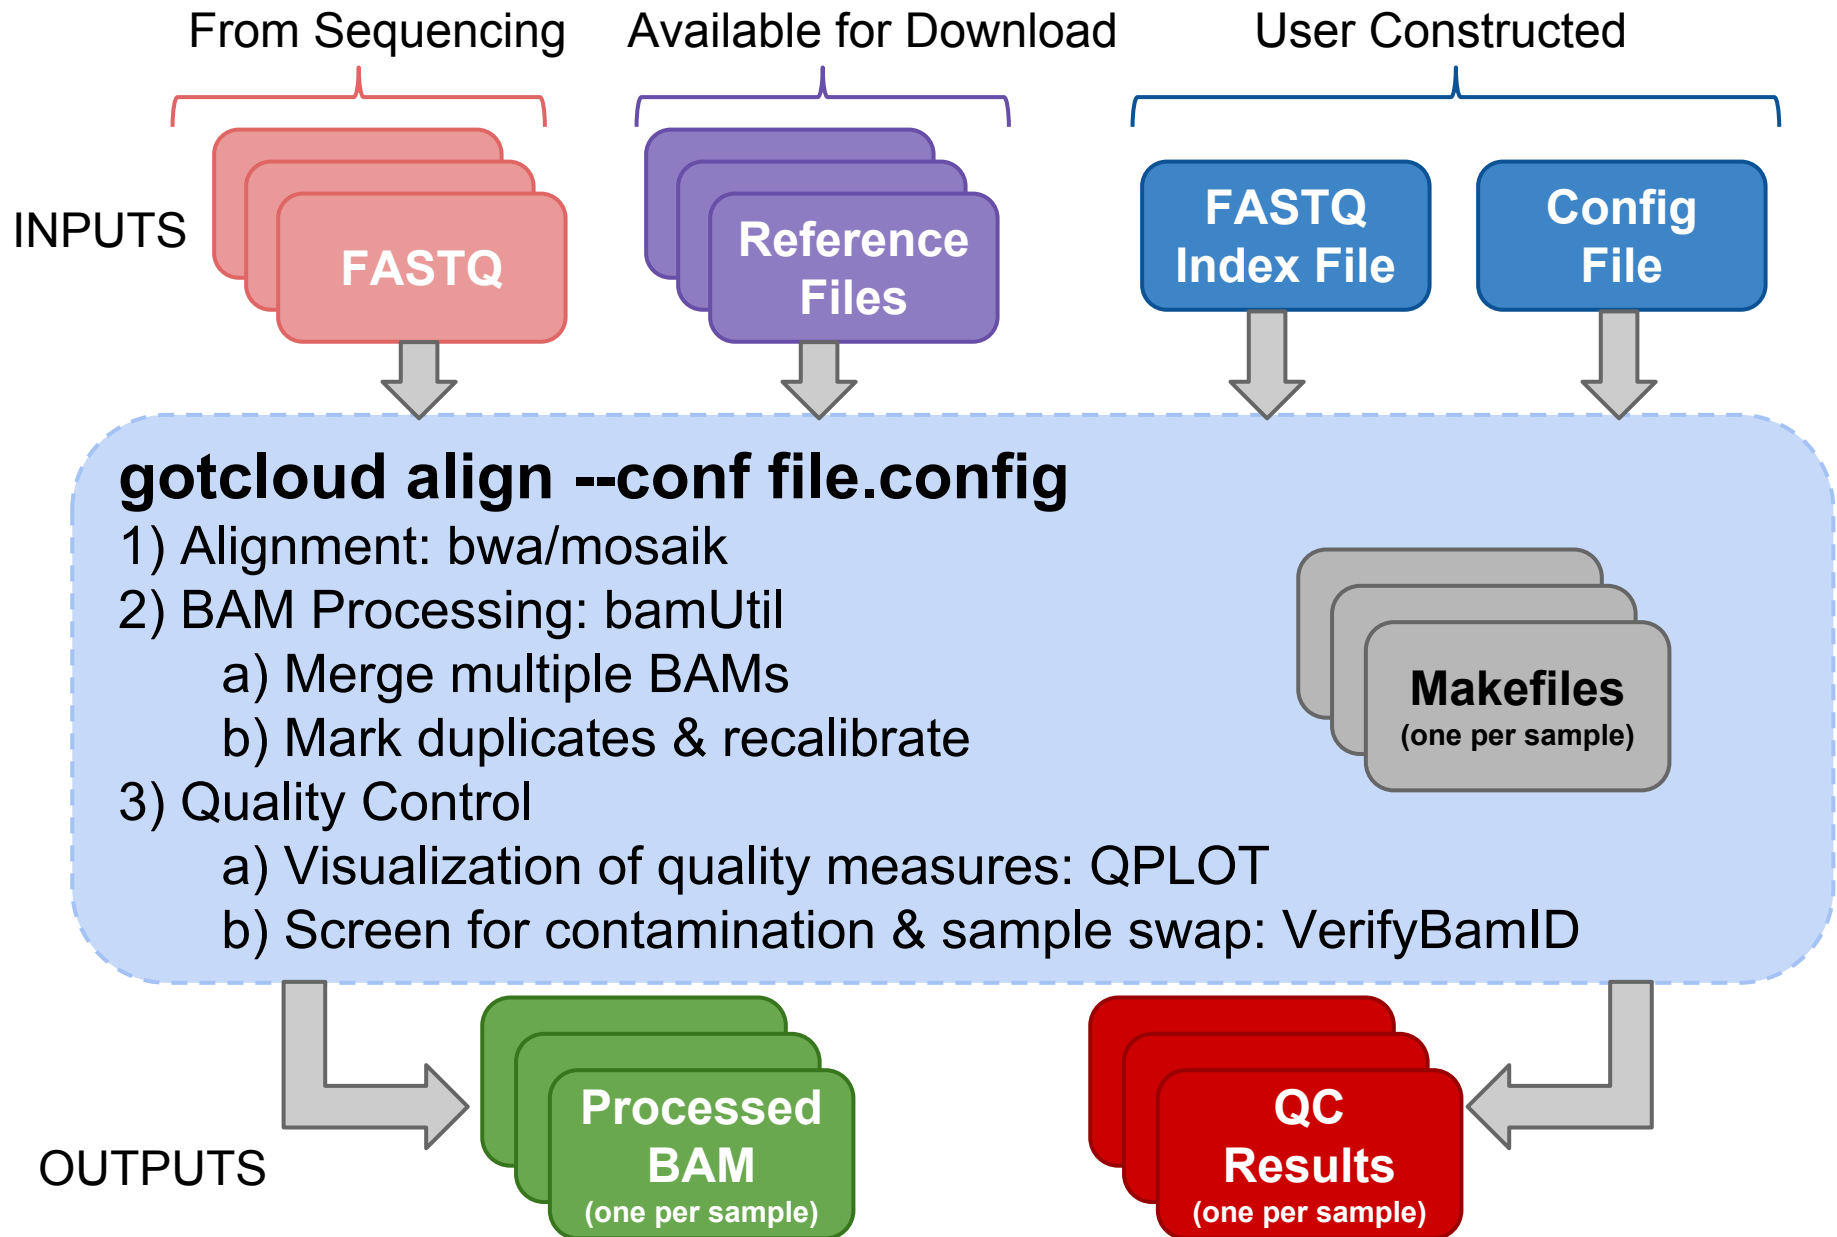 From Sequencing
Available for Download
User Constructed
INPUTS
FASTQ
Reference
Files
FASTQ
Index File
Config
File
gotcloud align --conf file.config
1) Alignment: bwa/mosaik
2) BAM Processing: bamUtil
a) Merge multiple BAMs
b) Mark duplicates & recalibrate
3) Quality Control
a) Visualization of quality measures: QPLOT
b) Screen for contamination & sample swap: VerifyBamID
Makefiles
(one per sample)
OUTPUTS
Processed
BAM
(one per sample)
QC
Results
(one per sample)